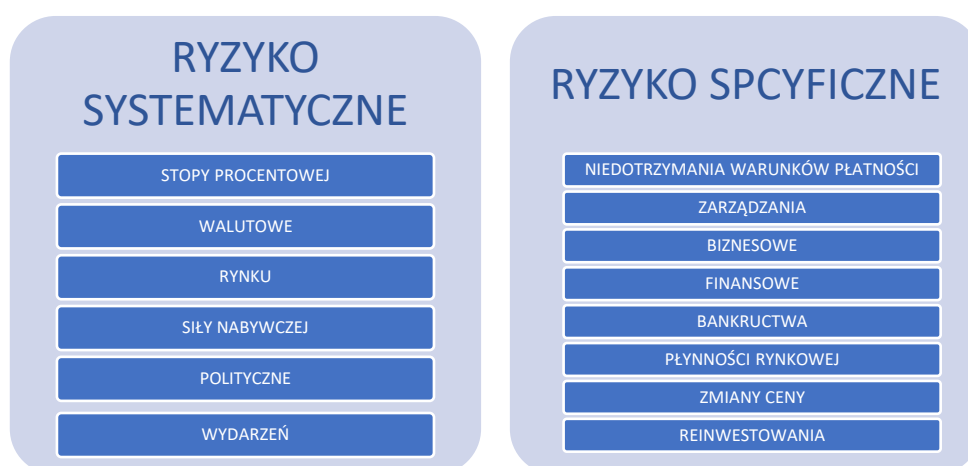 RYZYKO
SYSTEMATYCZNE
STOPY PROCENTOWEJ
WALUTOWE
RYNKU
SIŁY NABYWCZEJ
POLITYCZNE
WYDARZEŃ
RYZYKO SPCYFICZNE
NIEDOTRZYMANIA WARUNKÓW PŁATNOŚCI
ZARZĄDZANIA
BIZNESOWE
FINANSOWE
BANKRUCTWA
PŁYNNOŚCI RYNKOWEJ
ZMIANY CENY
REINWESTOWANIA